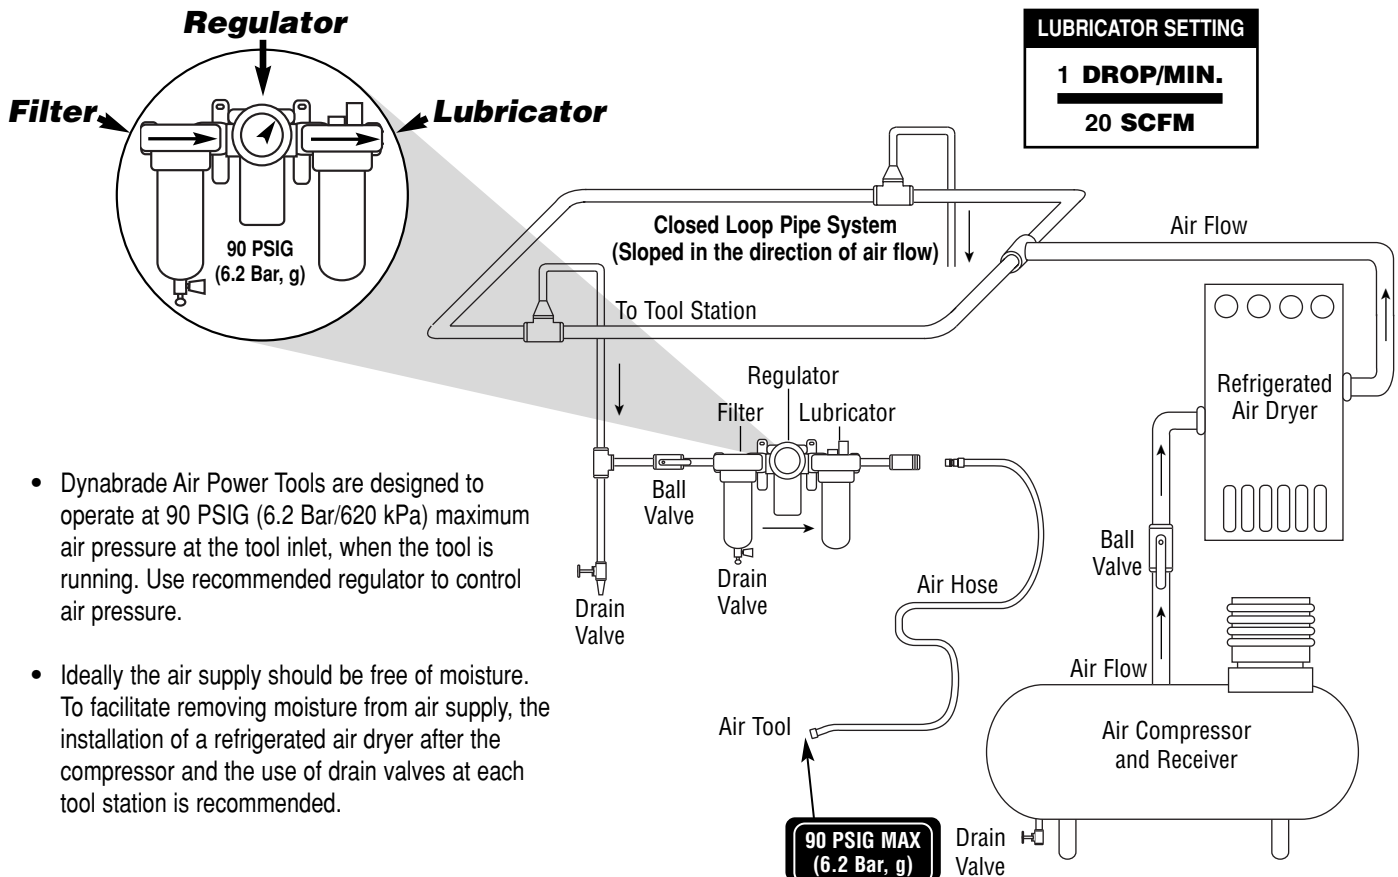 Regulator
Filter
Lubricator
90 PSIG
(6.2 Bar, g)
LUBRICATOR SETTING
1 DROP/MIN.
20 SCFM
Closed Loop Pipe System
(Sloped in the direction of air flow)
Air Flow
To Tool Station
Regulator
Filter
Lubricator
Refrigerated
Air Dryer
Ball
Valve
Drain
Valve
Drain
Valve
Air Hose
Ball
Valve
Air Flow
Air Tool
Air Compressor
and Receiver
90 PSIG MAX
(6.2 Bar, g)
Drain
Valve
• Dynabrade Air Power Tools are designed to
operate at 90 PSIG (6.2 Bar/620 kPa) maximum
air pressure at the tool inlet, when the tool is
running. Use recommended regulator to control
air pressure.
• Ideally the air supply should be free of moisture.
To facilitate removing moisture from air supply, the
installation of a refrigerated air dryer after the
compressor and the use of drain valves at each
tool station is recommended.